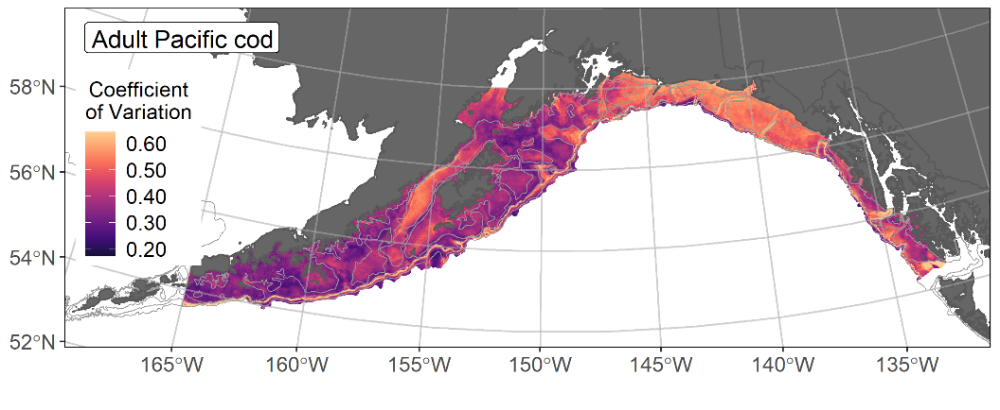 Adult Pacific cod
Coefficient
of Variation
0.60
0.50
0.40
0.30
0.20
58°N
56°N
54°N
52°N
165°W 160°W 155°W 150°W 145°W 140°W 135°W